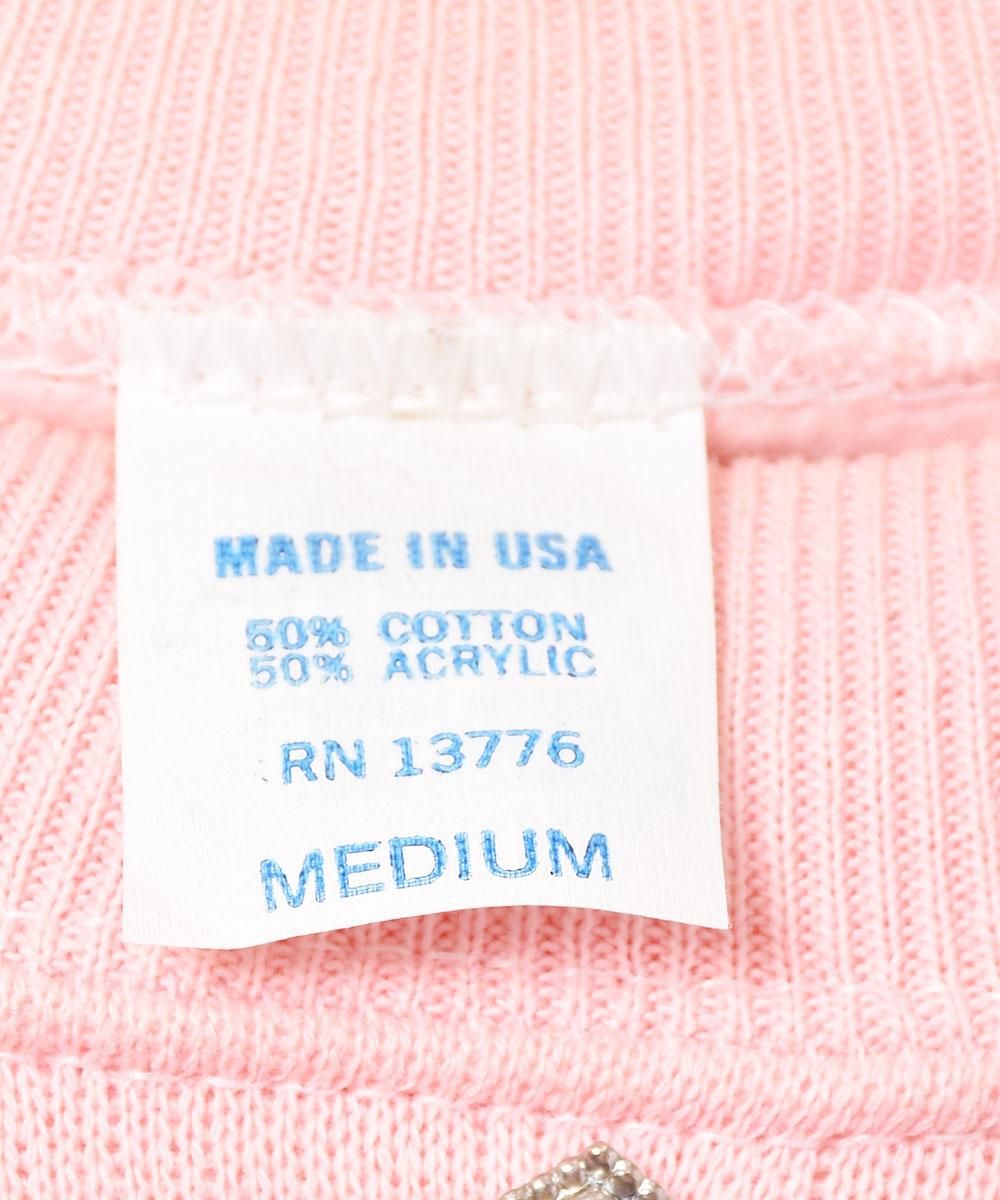 MADE IN USA
50% COTTON
50% ACRYLIC
RN 13776
MEDIUM